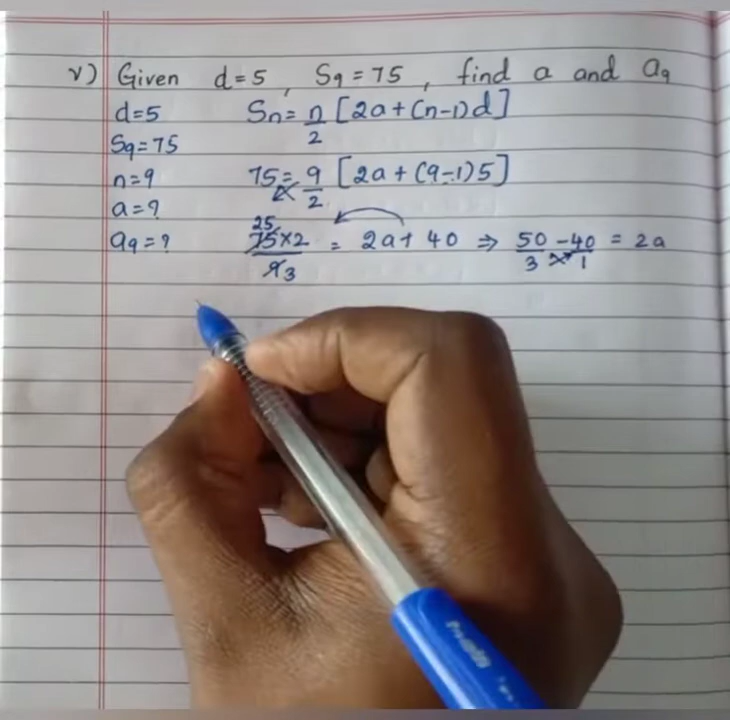 v) Given d=5, S9=75, find a and a9
d=5 Sn=n/2[2a+(n-1)d]
S9=75
n=9 75=9/2[2a+(9-1)5]
a=?
a9=? 25 75×2/9 3 = 2a+40 ⇒ 50/3 -40/1 = 2a